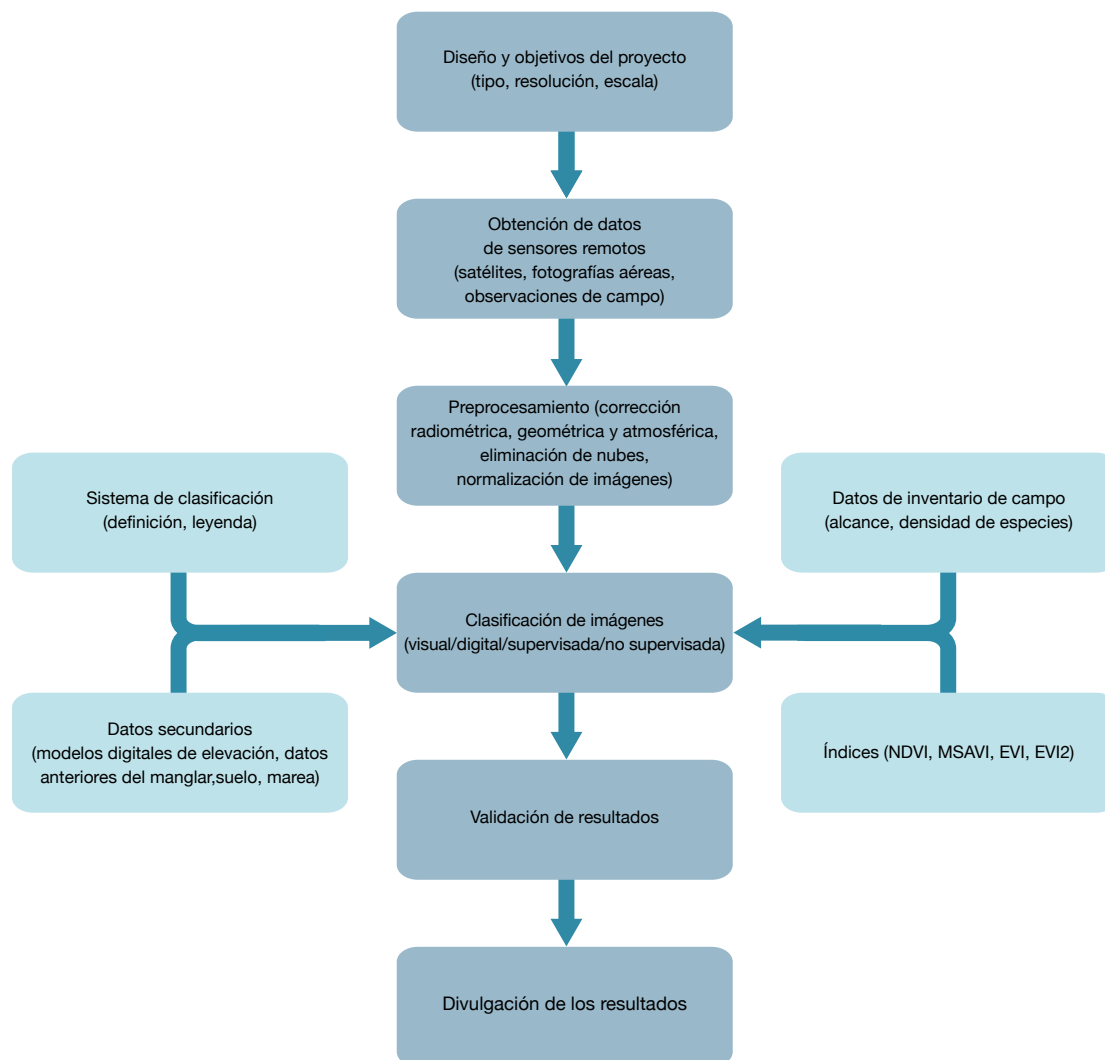 Diseño y objetivos del proyecto
(tipo, resolución, escala)
Obtención de datos
de sensores remotos
(satélites, fotografías aéreas,
observaciones de campo)
Preprocesamiento (corrección
radiométrica, geométrica y atmosférica,
eliminación de nubes,
normalización de imágenes)
Sistema de clasificación
(definición, leyenda)
Datos de inventario de campo
(alcance, densidad de especies)
Clasificación de imágenes
(visual/digital/supervisada/no supervisada)
Datos secundarios
(modelos digitales de elevación, datos
anteriores del manglar,suelo, marea)
Índices (NDVI, MSAVI, EVI, EVI2)
Validación de resultados
Divulgación de los resultados